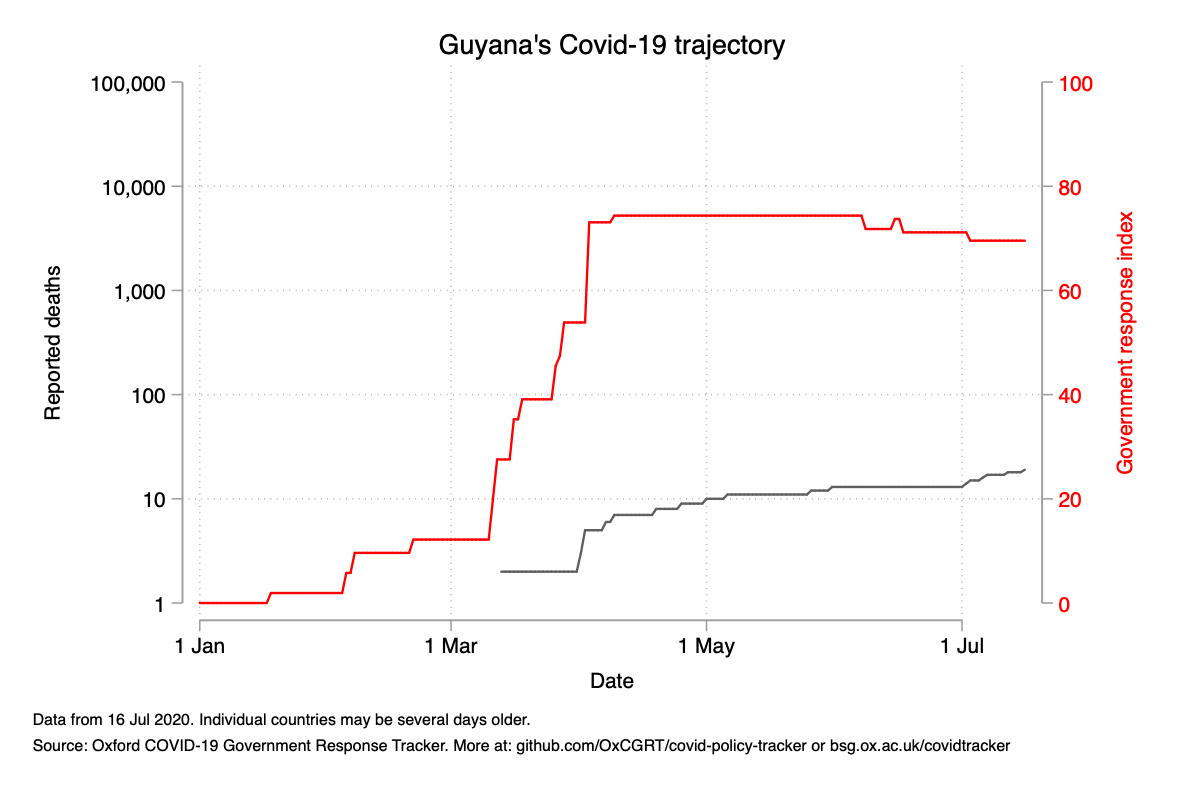 Guyana's Covid-19 trajectory
100,000
10,000
1,000
100
10
1
Reported deaths
100
80
60
40
20
0
Government response index
1 Jan
1 Mar
1 May
1 Jul
Date
Data from 16 Jul 2020. Individual countries may be several days older.
Source: Oxford COVID-19 Government Response Tracker. More at: github.com/OxCGRT/covid-policy-tracker or bsg.ox.ac.uk/covidtracker